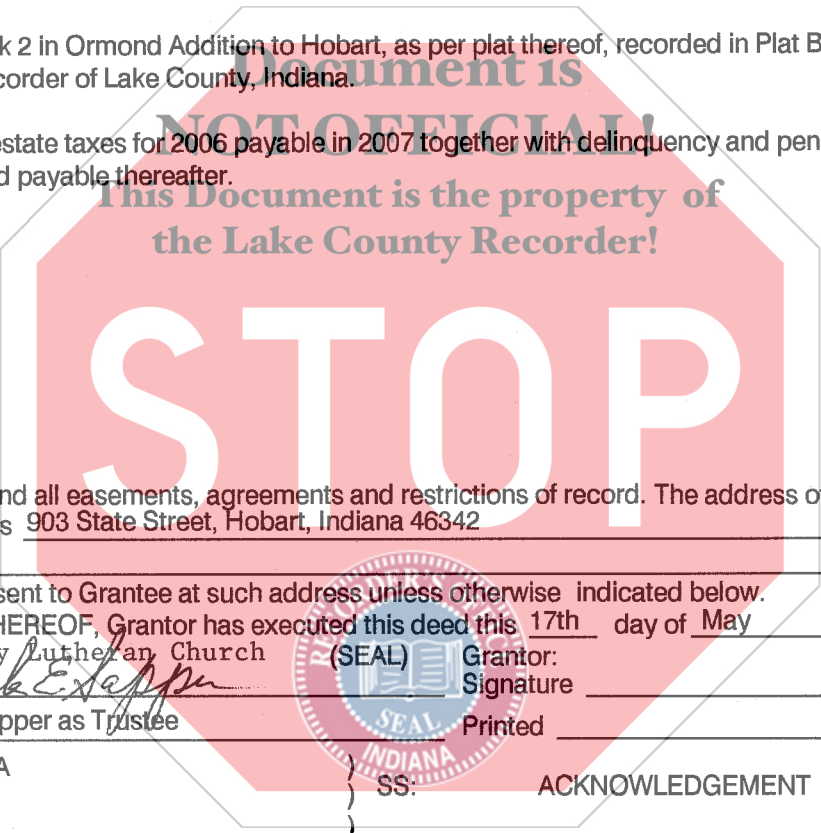 k 2 in Ormond Addition to Hobart, as per plat thereof, recorded in Plat B
corder of Lake County, Indiana.
Document is
NOT OFFICIAL!
estate taxes for 2006 payable in 2007 together with delinquency and pen
d payable thereafter.
This Document is the property of
the Lake County Recorder!
STOP
nd all easements, agreements and restrictions of record. The address o
s 903 State Street, Hobart, Indiana 46342
sent to Grantee at such address unless otherwise indicated below.
HEREOF, Grantor has executed this deed this 17th day of May
y Lutheran Church (SEAL) Grantor:
Signature
pper as Trustee Printed
RECORDER'S OFFICE
SEAL
INDIANA
A
) SS: ACKNOWLEDGEMENT
)
)